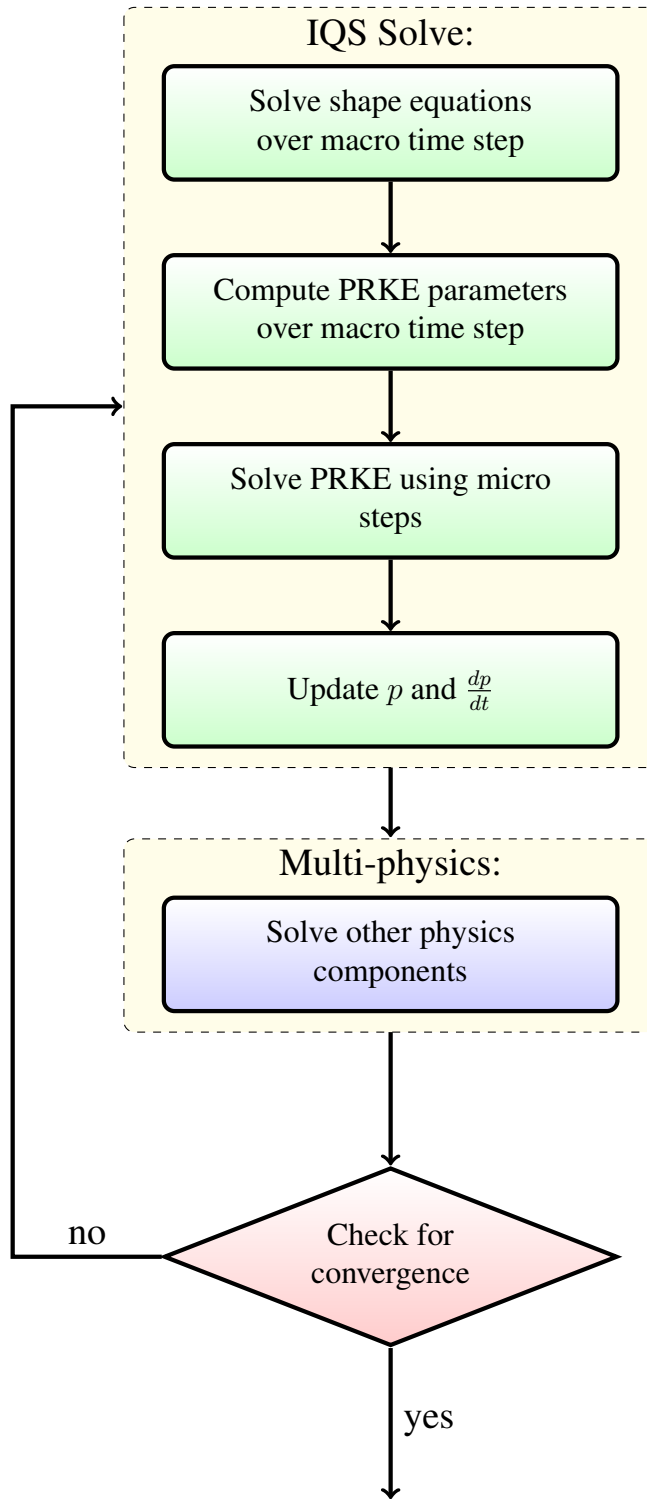 IQS Solve:
Solve shape equations
over macro time step
Compute PRKE parameters
over macro time step
Solve PRKE using micro
steps
Update p and dp/dt
Multi-physics:
Solve other physics
components
Check for
convergence
no
yes